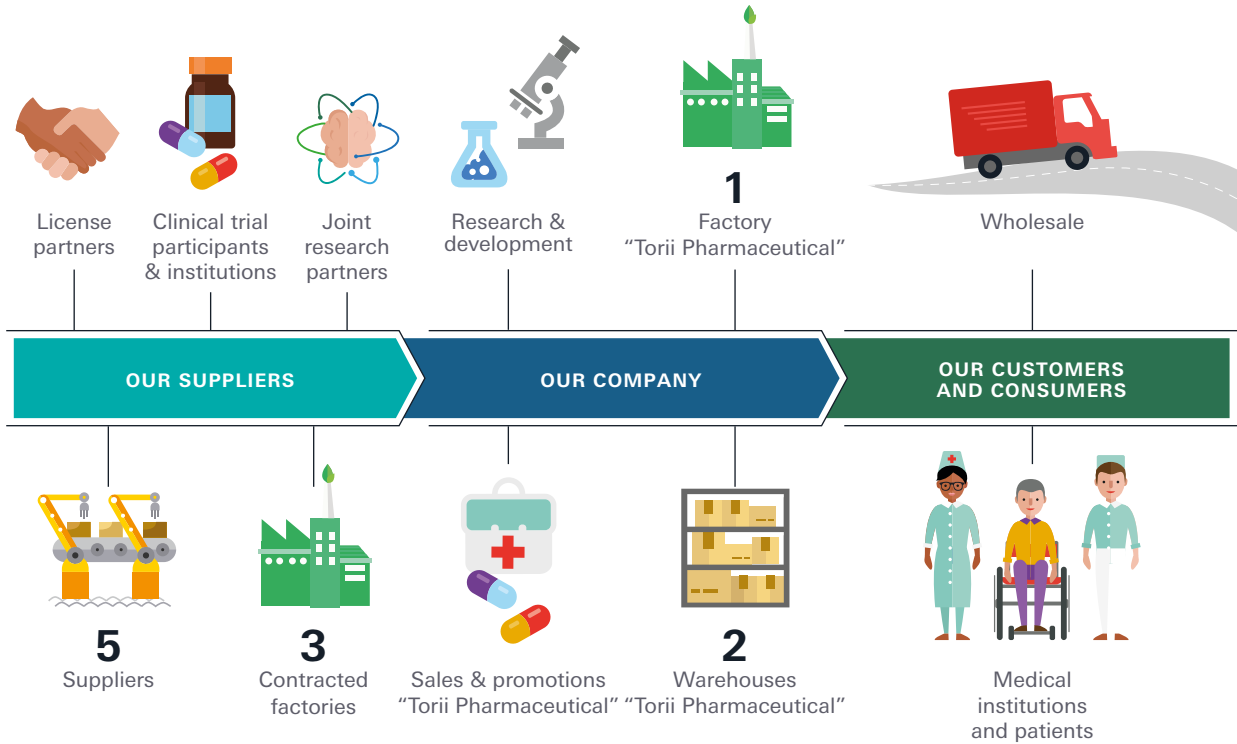 License
partners
Clinical trial
participants
& institutions
Joint
research
partners
Research &
development
1
Factory
“Torii Pharmaceutical”
Wholesale
OUR SUPPLIERS
OUR COMPANY
OUR CUSTOMERS
AND CONSUMERS
5
Suppliers
3
Contracted
factories
Sales & promotions
“Torii Pharmaceutical”
2
Warehouses
“Torii Pharmaceutical”
Medical
institutions
and patients